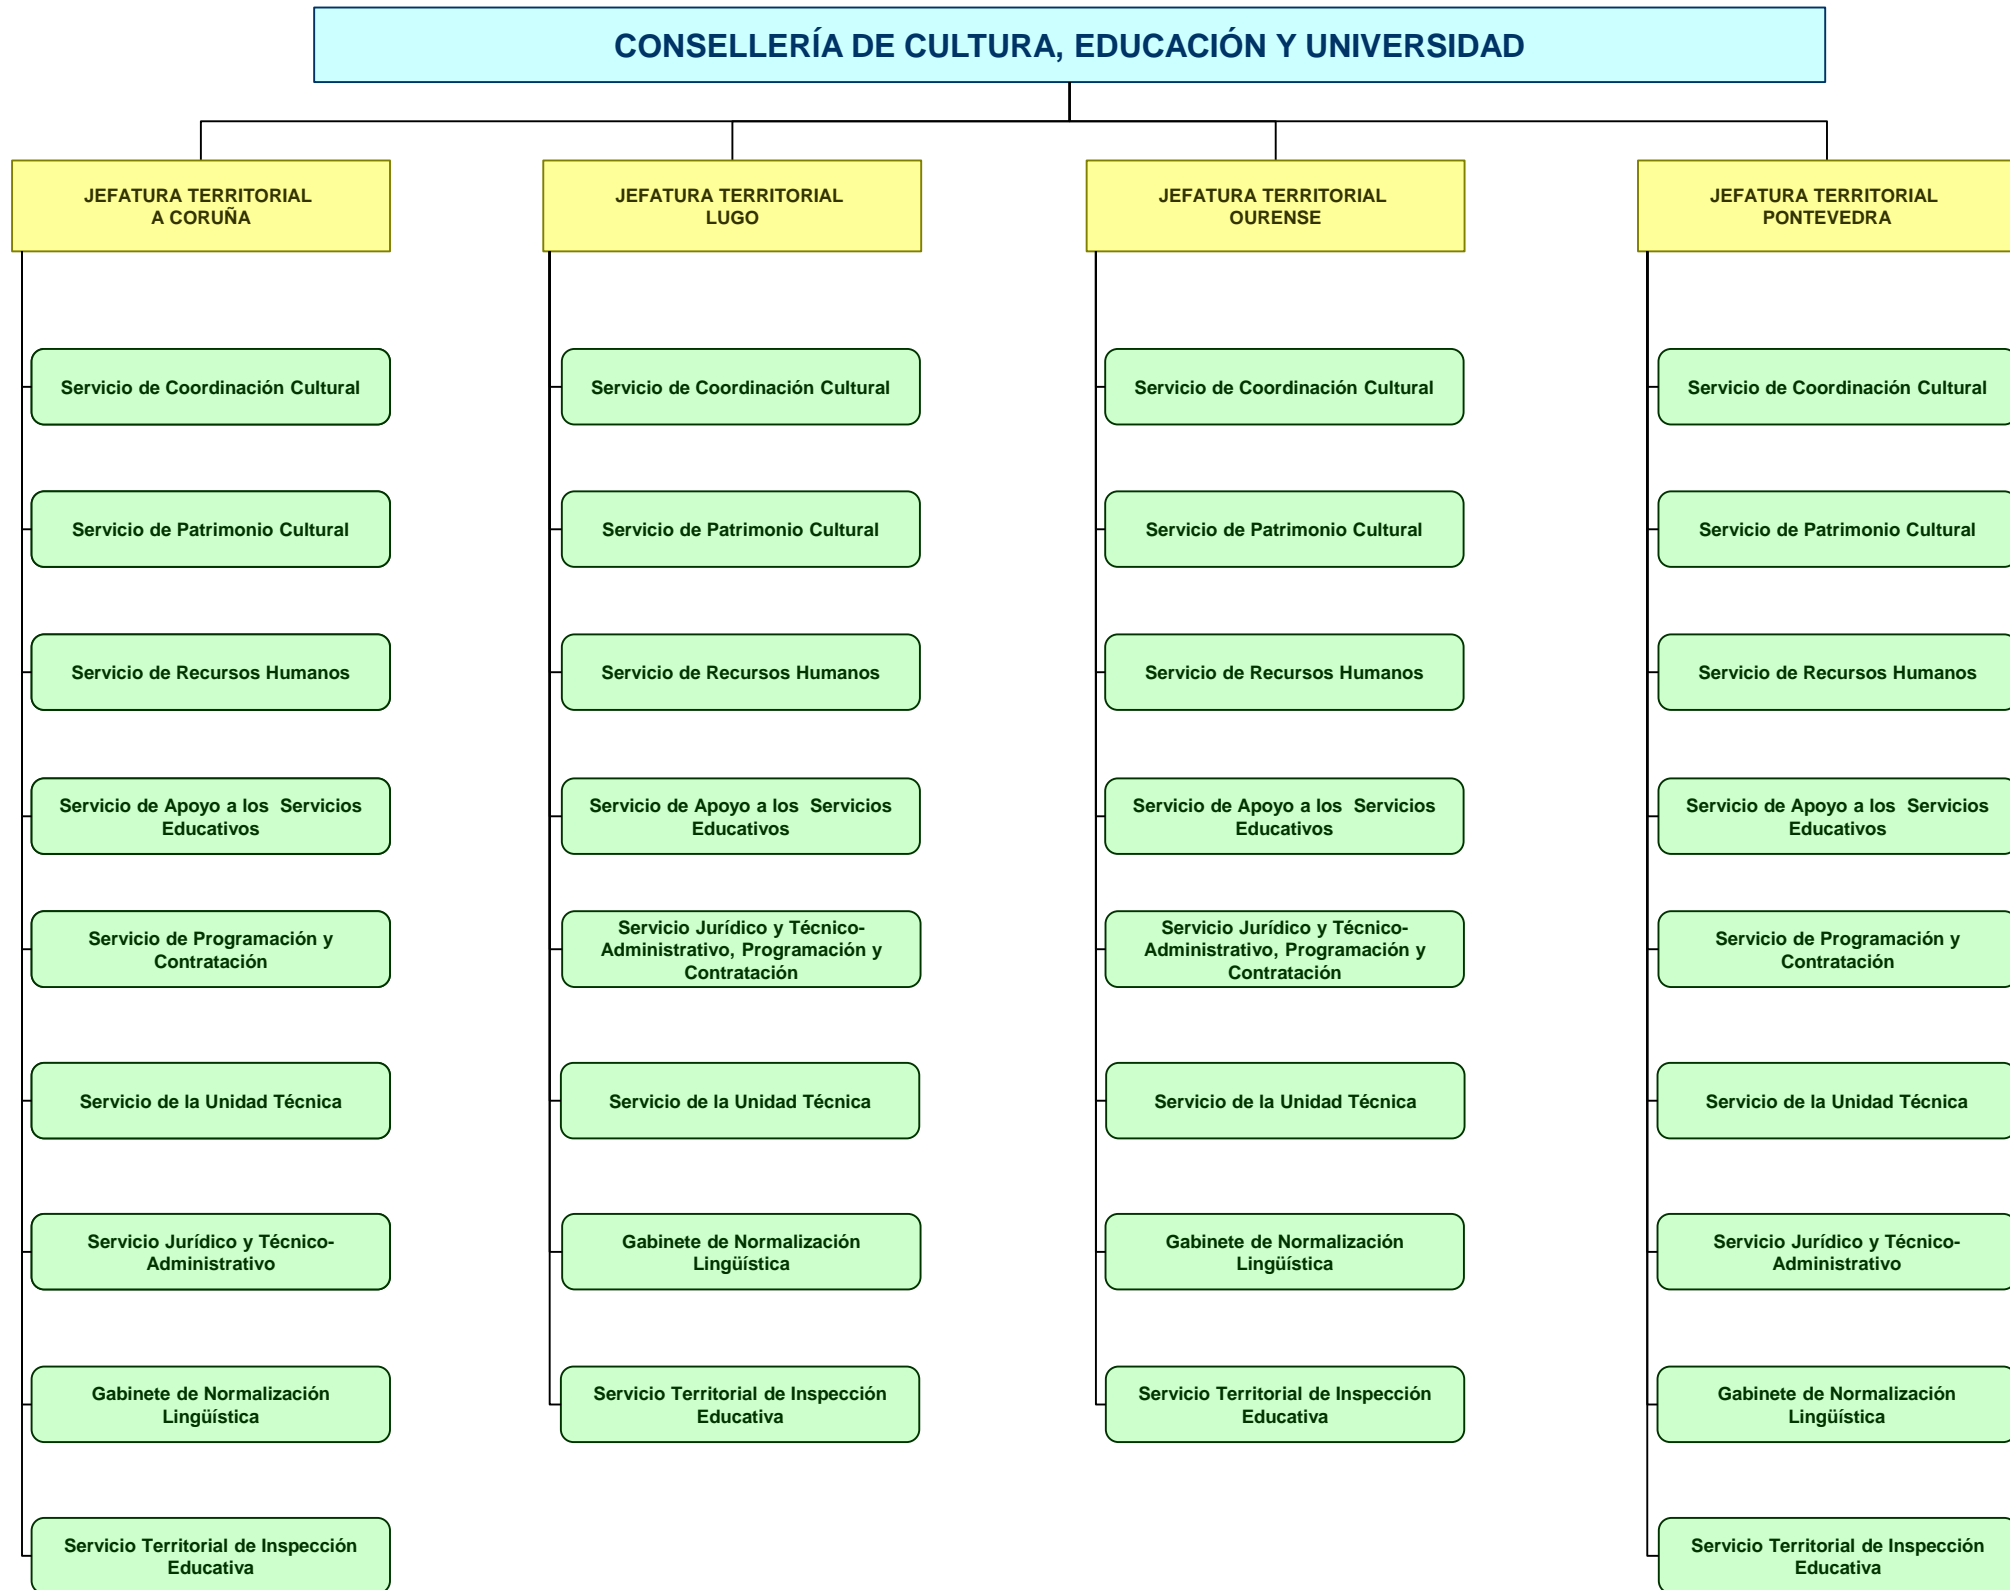 CONSELLERÍA DE CULTURA, EDUCACIÓN Y UNIVERSIDAD
JEFATURA TERRITORIAL
A CORUÑA
Servicio de Coordinación Cultural
Servicio de Patrimonio Cultural
Servicio de Recursos Humanos
Servicio de Apoyo a los Servicios
Educativos
Servicio de Programación y
Contratación
Servicio de la Unidad Técnica
Servicio Jurídico y Técnico-
Administrativo
Gabinete de Normalización
Lingüística
Servicio Territorial de Inspección
Educativa
JEFATURA TERRITORIAL
LUGO
Servicio de Coordinación Cultural
Servicio de Patrimonio Cultural
Servicio de Recursos Humanos
Servicio de Apoyo a los Servicios
Educativos
Servicio Jurídico y Técnico-
Administrativo, Programación y
Contratación
Servicio de la Unidad Técnica
Gabinete de Normalización
Lingüística
Servicio Territorial de Inspección
Educativa
JEFATURA TERRITORIAL
OURENSE
Servicio de Coordinación Cultural
Servicio de Patrimonio Cultural
Servicio de Recursos Humanos
Servicio de Apoyo a los Servicios
Educativos
Servicio Jurídico y Técnico-
Administrativo, Programación y
Contratación
Servicio de la Unidad Técnica
Gabinete de Normalización
Lingüística
Servicio Territorial de Inspección
Educativa
JEFATURA TERRITORIAL
PONTEVEDRA
Servicio de Coordinación Cultural
Servicio de Patrimonio Cultural
Servicio de Recursos Humanos
Servicio de Apoyo a los Servicios
Educativos
Servicio de Programación y
Contratación
Servicio de la Unidad Técnica
Servicio Jurídico y Técnico-
Administrativo
Gabinete de Normalización
Lingüística
Servicio Territorial de Inspección
Educativa